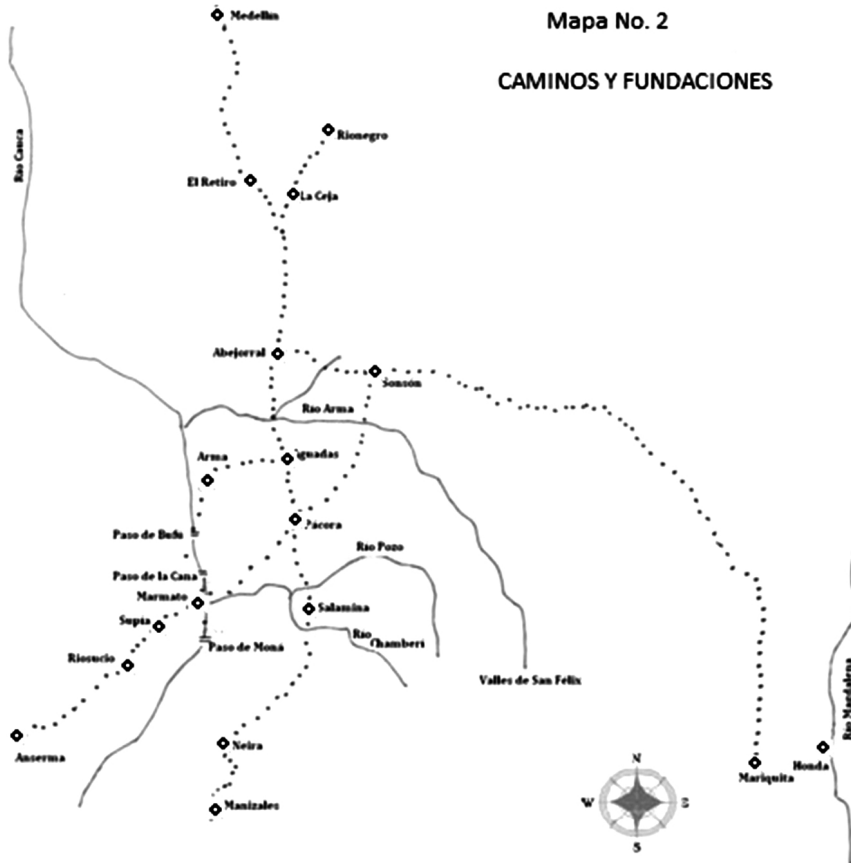 Mapa No. 2
CAMINOS Y FUNDACIONES
Medellín
Río Cauca
Rionegro
El Retiro
La Ceja
Abejorral
Sonsón
Río Arma
Arma
iguadas
Pácora
Paso de Bufú
Río Pozo
Paso de la Cana
Marmato
Salamina
Supía
Río
Chamberí
Paso de Moná
Riosucio
Valles de San Félix
Río Mardalena
Anserma
Neira
Honda
Mariquita
Manizales
N
W
E
S